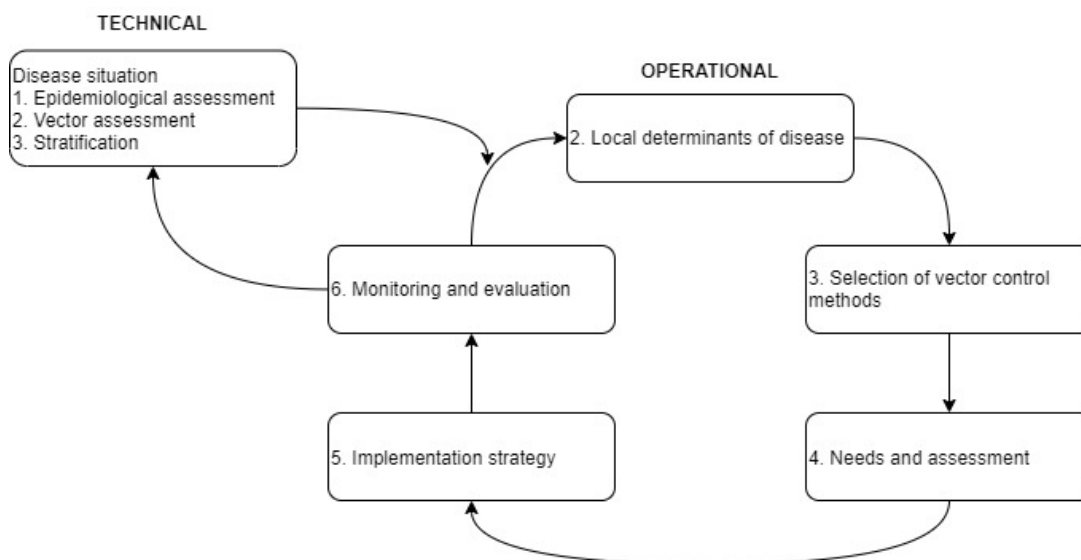 TECHNICAL
Disease situation
1. Epidemiological assessment
2. Vector assessment
3. Stratification
OPERATIONAL
2. Local determinants of disease
3. Selection of vector control
methods
4. Needs and assessment
5. Implementation strategy
6. Monitoring and evaluation